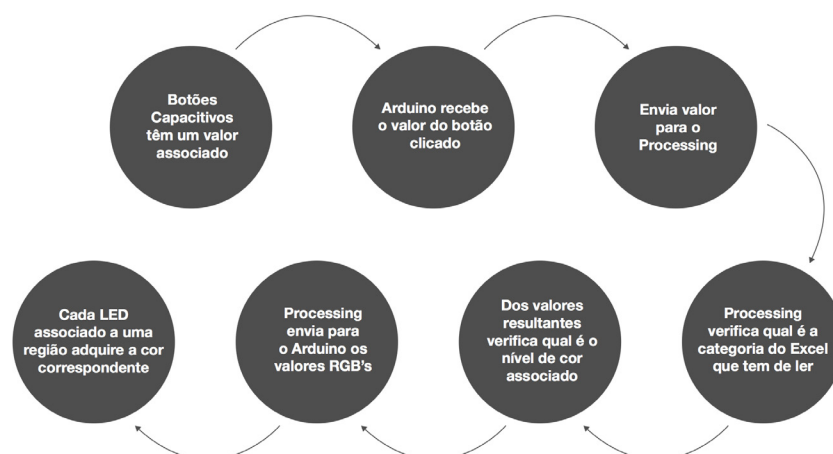 Botões
Capacitivos
têm um valor
associado
Arduino recebe
o valor do botão
clicado
Envia valor
para o
Processing
Processing
verifica qual é a
categoria do Excel
que tem de ler
Dos valores
resultantes
verifica qual é o
nível de cor
associado
Processing
envia para
o Arduino os
valores RGB's
Cada LED
associado a uma
região adquire a cor
correspondente